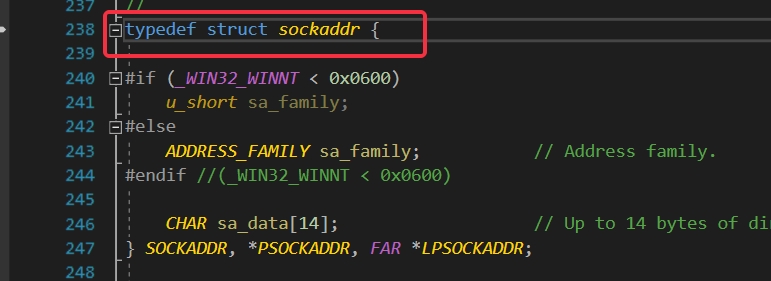 237 //
238 typedef struct sockaddr {
239
240 #if (_WIN32_WINNT < 0x0600)
241 u_short sa_family;
242 #else
243 ADDRESS_FAMILY sa_family; // Address family.
244 #endif //(_WIN32_WINNT < 0x0600)
245
246 CHAR sa_data[14]; // Up to 14 bytes of di
247 } SOCKADDR, *PSOCKADDR, FAR *LPSOCKADDR;
248